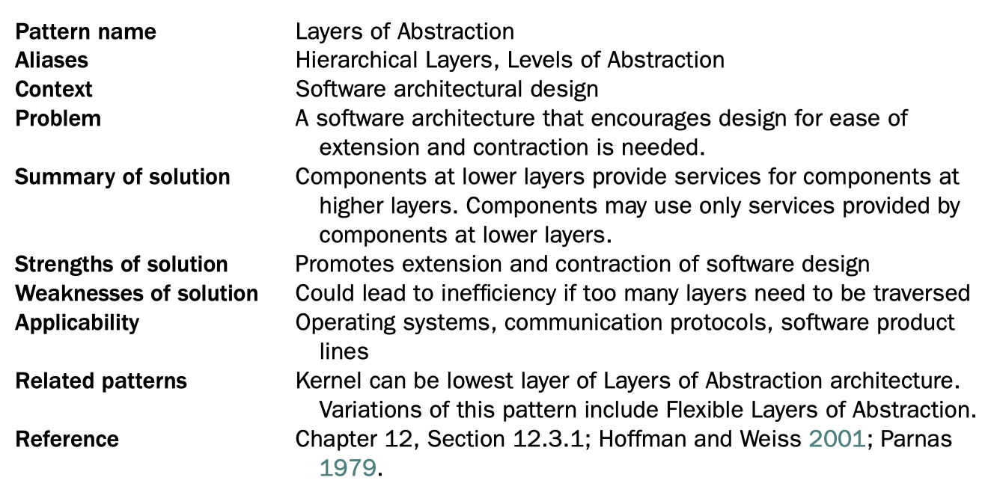 Pattern name Layers of Abstraction
Aliases Hierarchical Layers, Levels of Abstraction
Context Software architectural design
Problem A software architecture that encourages design for ease of
extension and contraction is needed.
Summary of solution Components at lower layers provide services for components at
higher layers. Components may use only services provided by
components at lower layers.
Strengths of solution Promotes extension and contraction of software design
Weaknesses of solution Could lead to inefficiency if too many layers need to be traversed
Applicability Operating systems, communication protocols, software product
lines
Related patterns Kernel can be lowest layer of Layers of Abstraction architecture.
Variations of this pattern include Flexible Layers of Abstraction.
Reference Chapter 12, Section 12.3.1; Hoffman and Weiss 2001; Parnas
1979.